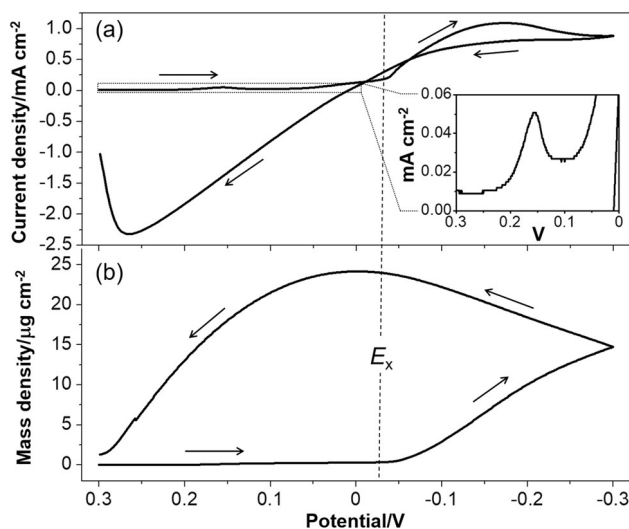 (a)
Current density/mA cm⁻²
1.0
0.5
0.0
-0.5
-1.0
-1.5
-2.0
-2.5
mA cm⁻²
0.06
0.04
0.02
0.00
0.3 0.2 0.1 0
V
(b)
Mass density/µg cm⁻²
25
20
15
10
5
0
Eₓ
0.3 0.2 0.1 0 -0.1 -0.2 -0.3
Potential/V